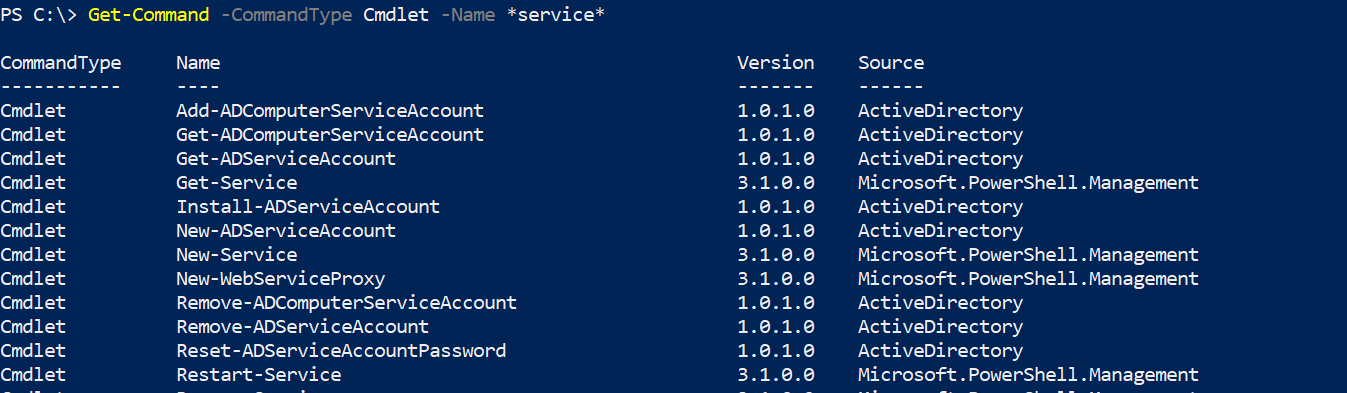 PS C:\> Get-Command -CommandType Cmdlet -Name *service*
CommandType     Name                                               Version    Source
-----------     ----                                               -------    ------
Cmdlet          Add-ADComputerServiceAccount                       1.0.1.0    ActiveDirectory
Cmdlet          Get-ADComputerServiceAccount                       1.0.1.0    ActiveDirectory
Cmdlet          Get-ADServiceAccount                               1.0.1.0    ActiveDirectory
Cmdlet          Get-Service                                        3.1.0.0    Microsoft.PowerShell.Management
Cmdlet          Install-ADServiceAccount                           1.0.1.0    ActiveDirectory
Cmdlet          New-ADServiceAccount                               1.0.1.0    ActiveDirectory
Cmdlet          New-Service                                        3.1.0.0    Microsoft.PowerShell.Management
Cmdlet          New-WebServiceProxy                                3.1.0.0    Microsoft.PowerShell.Management
Cmdlet          Remove-ADComputerServiceAccount                    1.0.1.0    ActiveDirectory
Cmdlet          Remove-ADServiceAccount                            1.0.1.0    ActiveDirectory
Cmdlet          Reset-ADServiceAccountPassword                     1.0.1.0    ActiveDirectory
Cmdlet          Restart-Service                                    3.1.0.0    Microsoft.PowerShell.Management